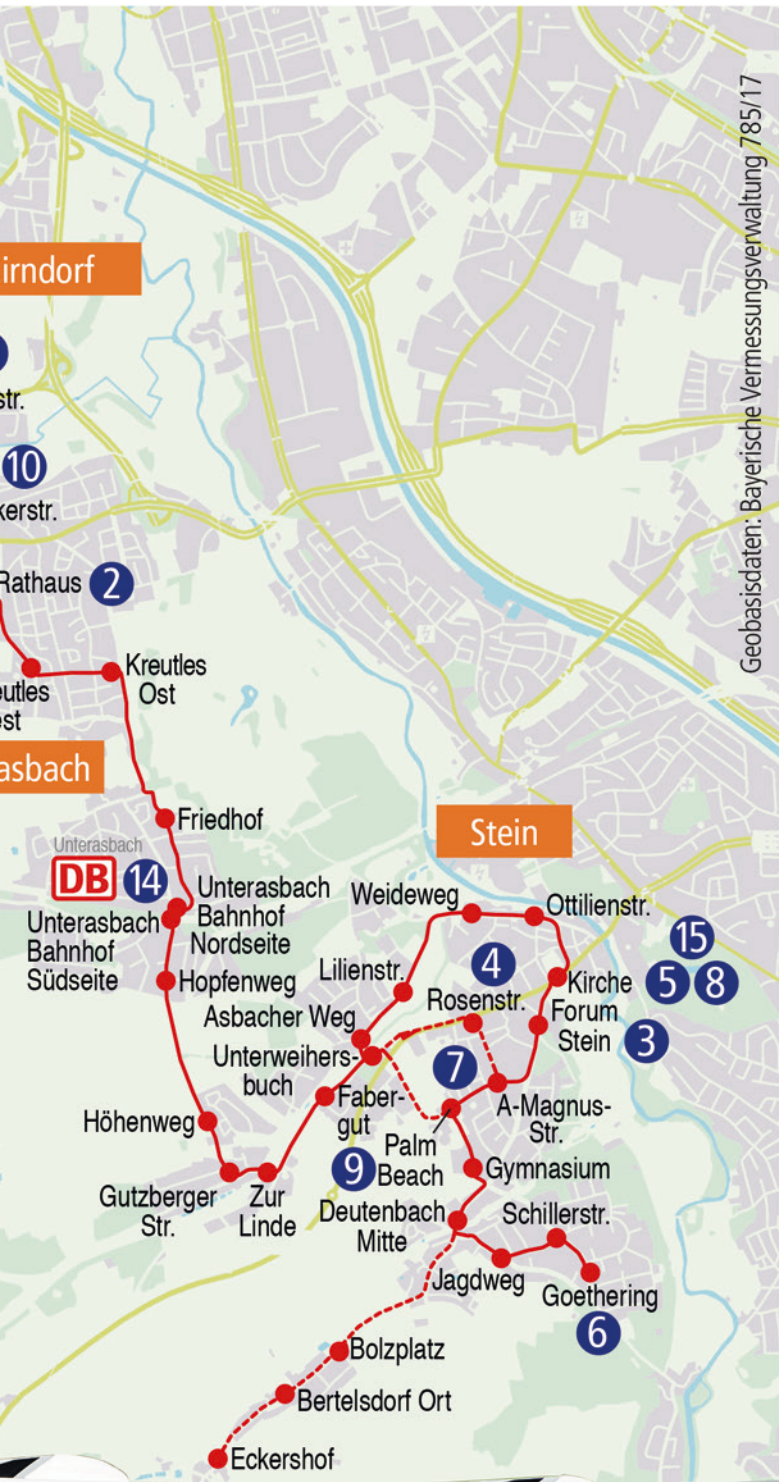 Geobasisdaten: Bayerische Vermessungsverwaltung 785/17
irndorf
str.
10
kerstr.
Rathaus 2
Kreutles
Ost
eutles
est
asbach
Friedhof
Unterasbach
DB 14
Unterasbach
Bahnhof
Nordseite
Unterasbach
Bahnhof
Südseite
Hopfenweg
Stein
Weideweg
Ottilienstr.
15
5 8
4
Kirche
Lilienstr.
Rosenstr.
Forum
Stein 3
Asbacher Weg
Unterweihers-
buch
7
Faber-
gut
A-Magnus-
Str.
Höhenweg
Palm
Beach
9
Gymnasium
Gutzberger
Str.
Zur
Linde
Deutenbach
Mitte
Schillerstr.
Jagdweg
Goethering
6
Bolzplatz
Bertelsdorf Ort
Eckershof